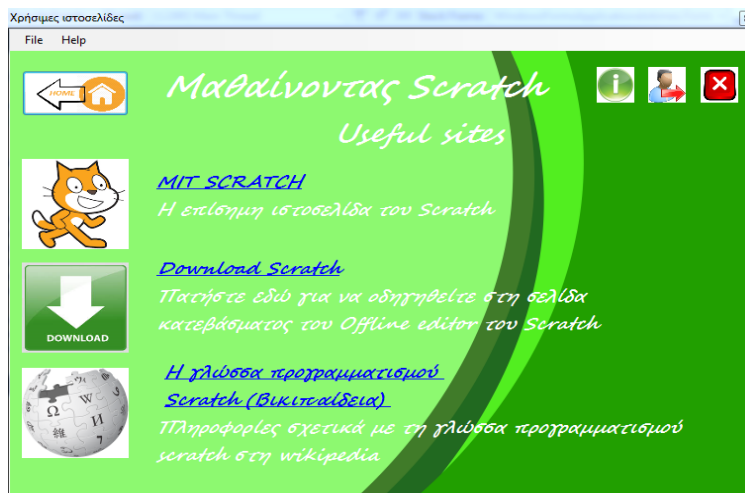 Χρήσιμες ιστοσελίδες
File Help
HOME
Μαθαίνοντας Scratch
Useful sites
MIT SCRATCH
Η επίσημη ιστοσελίδα του Scratch
Download Scratch
Πατήστε εδώ για να οδηγηθείτε στη σελίδα
κατεβάσματος του Offline editor του Scratch
DOWNLOAD
Η γλώσσα προγραμματισμού
Scratch (Βικιπαίδεια)
Πληροφορίες σχετικά με τη γλώσσα προγραμματισμού
scratch στη wikipedia
Ω W И 維